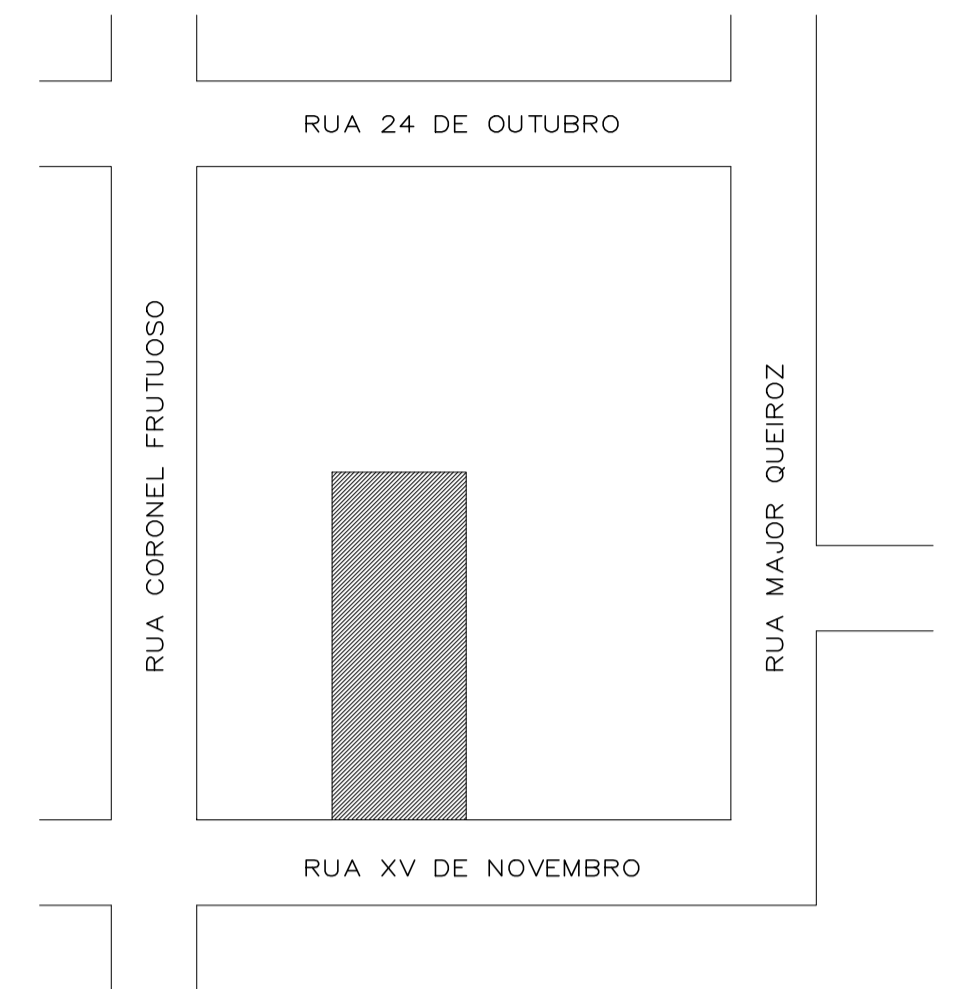 RUA 24 DE OUTUBRO
RUA CORONEL FRUTUOSO
RUA MAJOR QUEIROZ
RUA XV DE NOVEMBRO